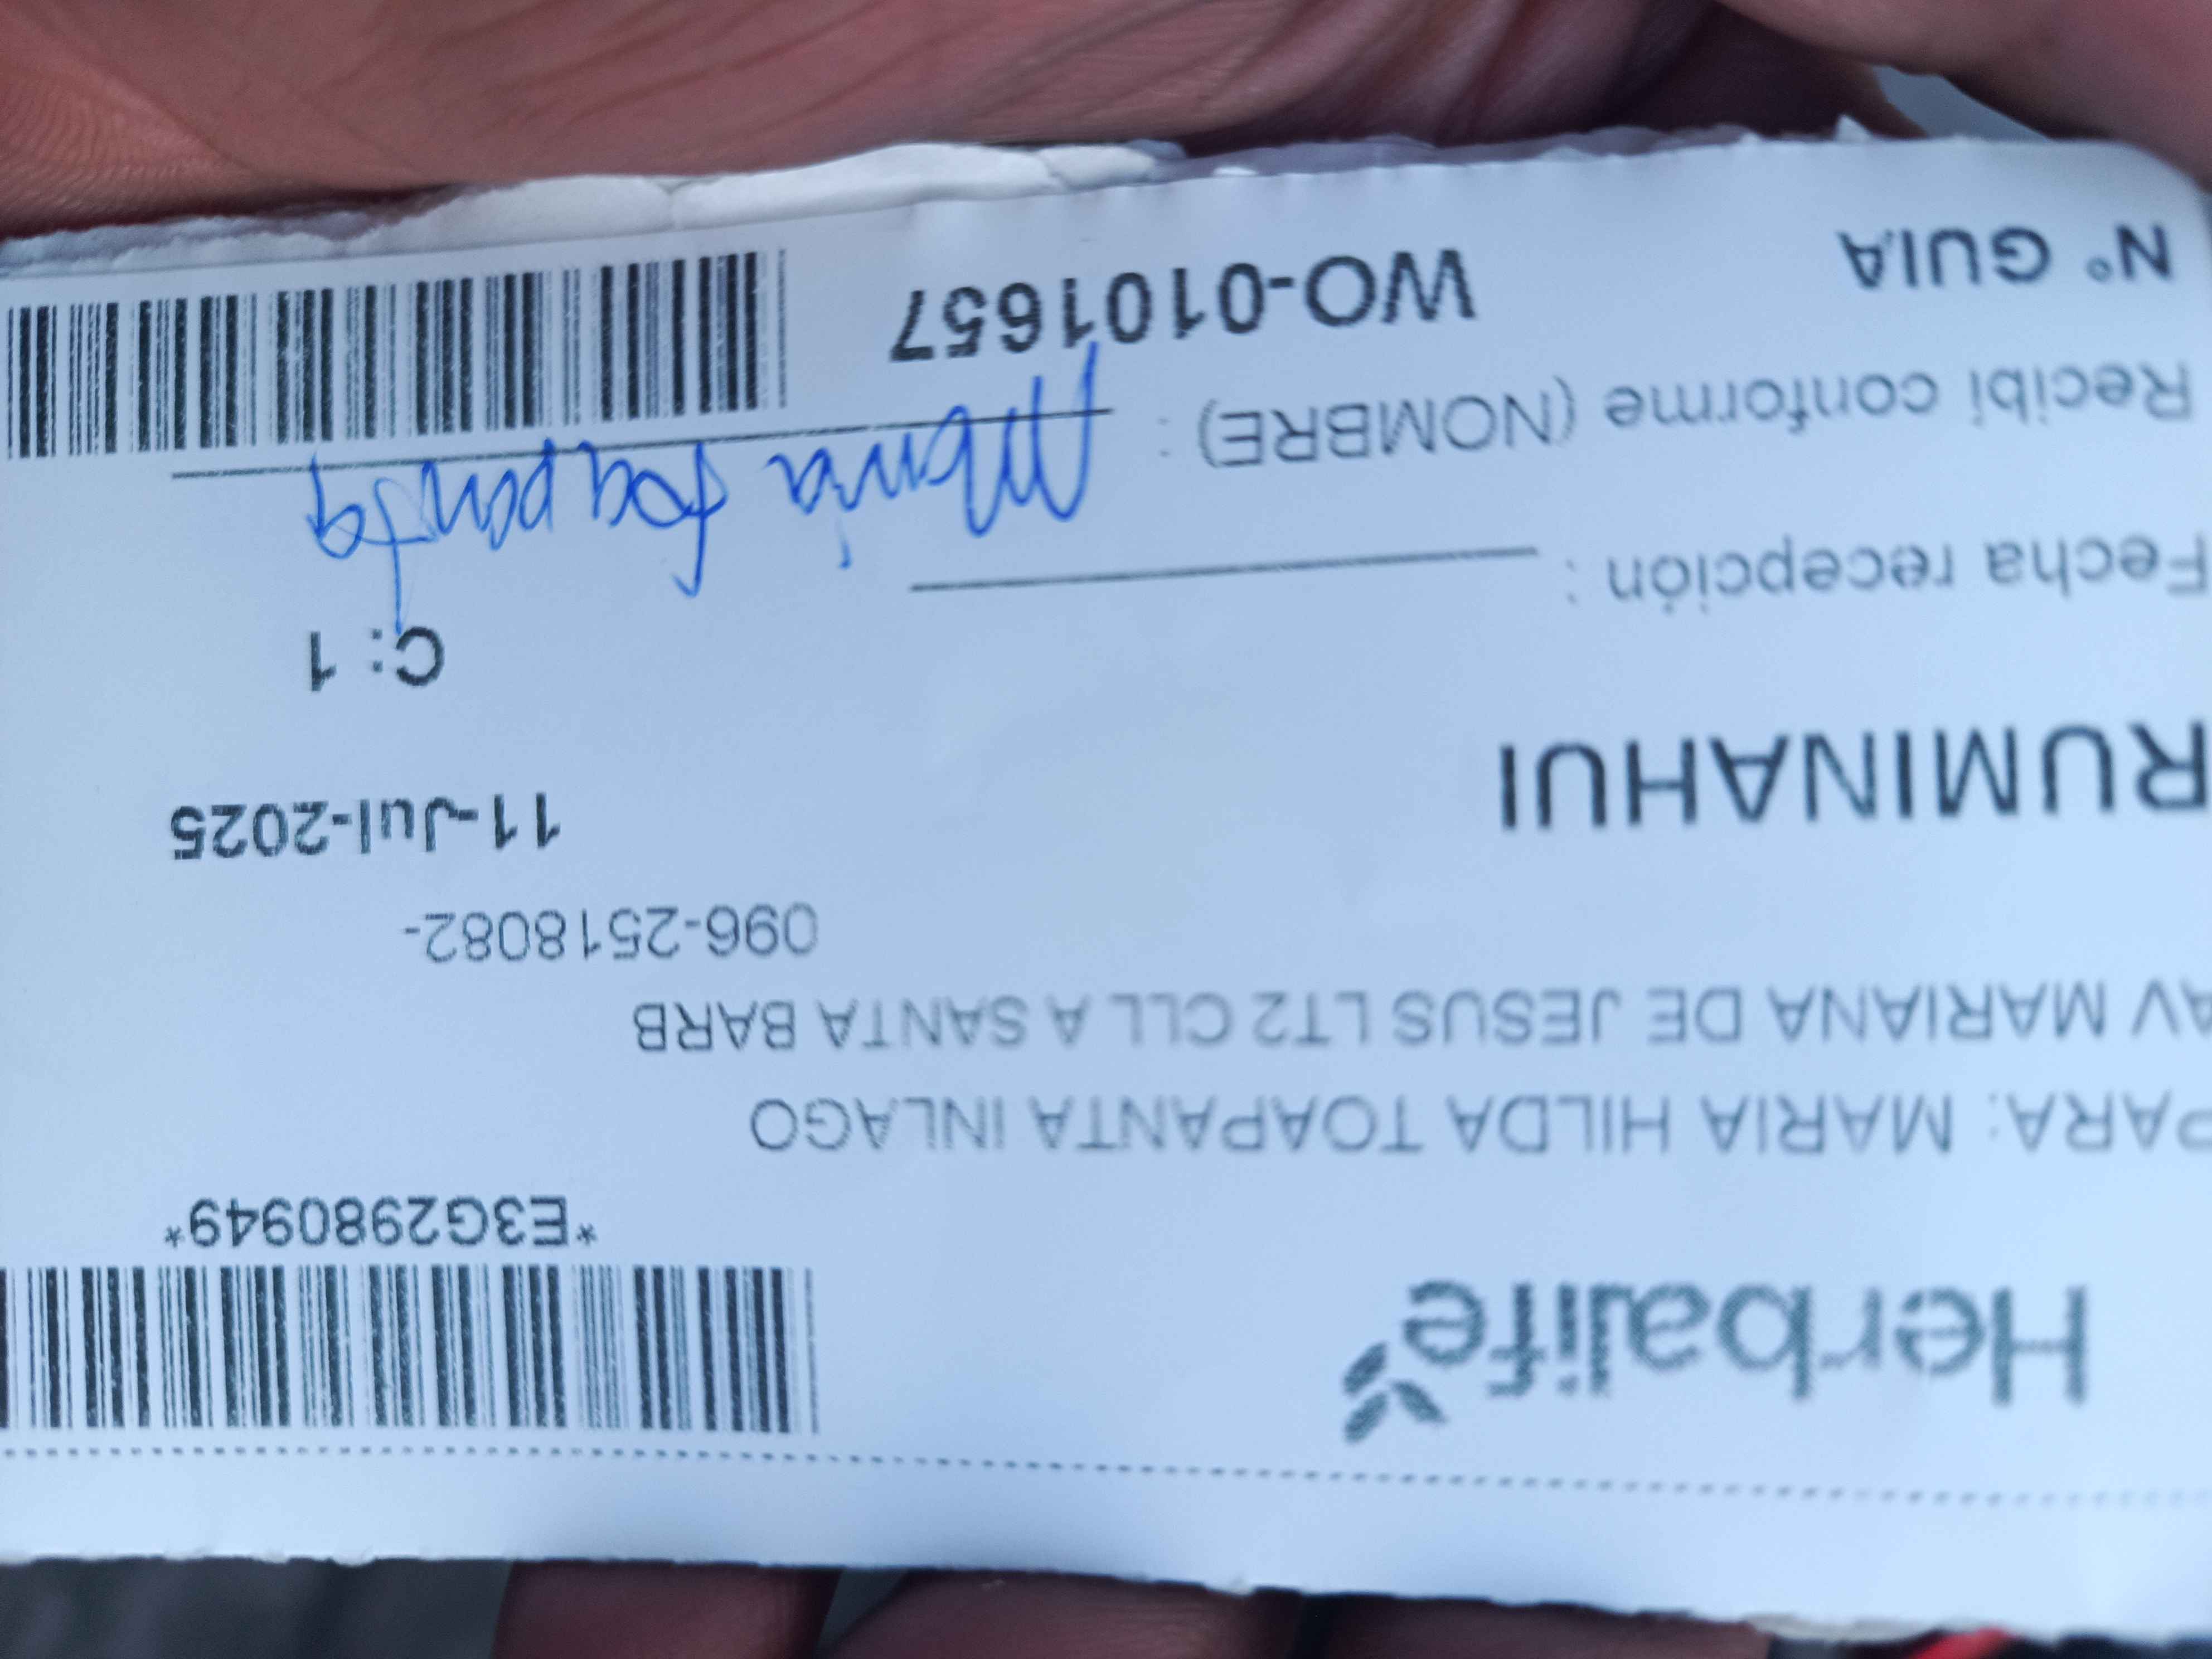 Herbalife
*E3G2980949*
PARA: MARIA HILDA TOAPANTA INLAGO
AV MARIANA DE JESUS LT2 CLL A SANTA BARB
096-2518082-
RUMINAHUI
11-Jul-2025
C: 1
Fecha recepción :
Recibi conforme (NOMBRE) : Maria toapanta
N° GUIA WO-0101657